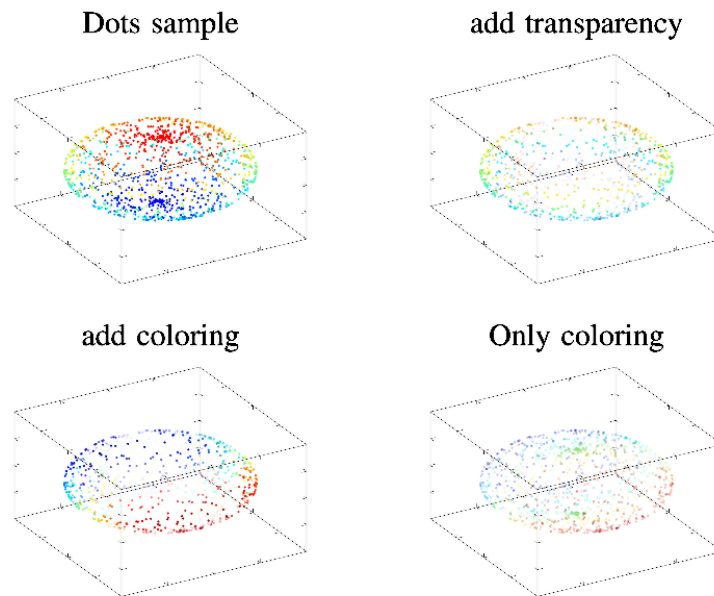 Dots sample
add transparency
add coloring
Only coloring